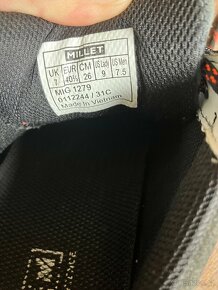 MILLET
UK EUR CM US Lady US Men
7 40⅔ 26 9 7.5
MIG 1279
0112244 / 31C
Made in Vietnam